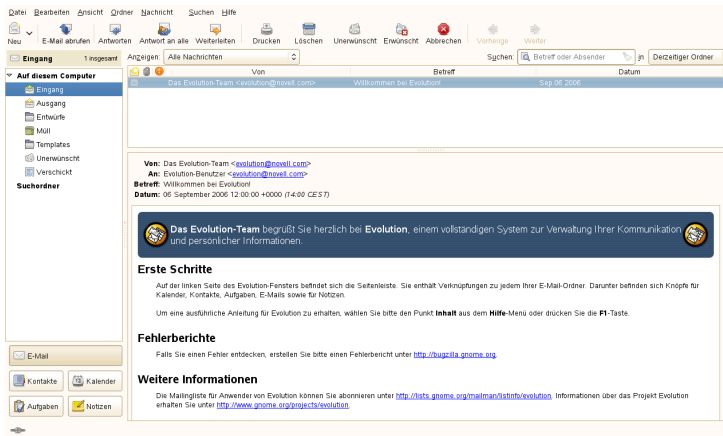 Datei Bearbeiten Ansicht Ordner Nachricht Suchen Hilfe
Neu E-Mail abrufen Antworten Antwort an alle Weiterleiten Drucken Löschen Unerwünscht Erwünscht Abbrechen Vorherige Weiter
Eingang 1 insgesamt
Anzeigen: Alle Nachrichten Suchen: Betreff oder Absender in Derzeitiger Ordner
Von Betreff Datum
Das Evolution-Team <evolution@novell.com> Willkommen bei Evolution! Sep 06 2006
Auf diesem Computer
Eingang
Ausgang
Entwürfe
Müll
Templates
Unerwünscht
Verschickt
Suchordner
Von: Das Evolution-Team <evolution@novell.com>
An: Evolution-Benutzer <evolution@novell.com>
Betreff: Willkommen bei Evolution!
Datum: 06 September 2006 12:00:00 +0000 (14:00 CEST)
Das Evolution-Team begrüßt Sie herzlich bei Evolution, einem vollständigen System zur Verwaltung Ihrer Kommunikation
und persönlicher Informationen.
Erste Schritte
Auf der linken Seite des Evolution-Fensters befindet sich die Seitenleiste. Sie enthält Verknüpfungen zu jedem Ihrer E-Mail-Ordner. Darunter befinden sich Knöpfe für
Kalender, Kontakte, Aufgaben, E-Mails sowie für Notizen.
Um eine ausführliche Anleitung für Evolution zu erhalten, wählen Sie bitte den Punkt Inhalt aus dem Hilfe-Menü oder drücken Sie die F1-Taste.
Fehlerberichte
Falls Sie einen Fehler entdecken, erstellen Sie bitte einen Fehlerbericht unter http://bugzilla.gnome.org.
Weitere Informationen
Die Mailingliste für Anwender von Evolution können Sie abonnieren unter http://lists.gnome.org/mailman/listinfo/evolution. Informationen über das Projekt Evolution
erhalten Sie unter http://www.gnome.org/projects/evolution.
E-Mail
Kontakte Kalender
Aufgaben Notizen